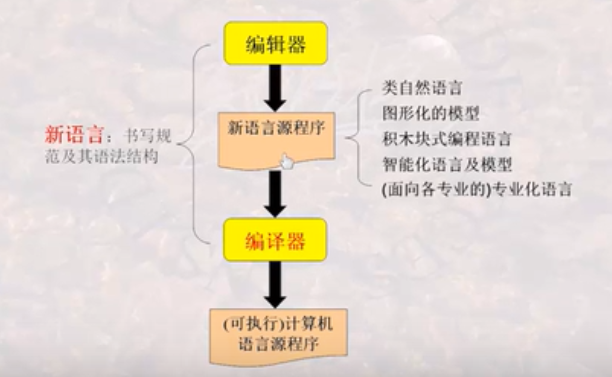 编辑器
新语言源程序
新语言：书写规
范及其语法结构
类自然语言
图形化的模型
积木块式编程语言
智能化语言及模型
(面向各专业的)专业化语言
编译器
(可执行)计算机
语言源程序